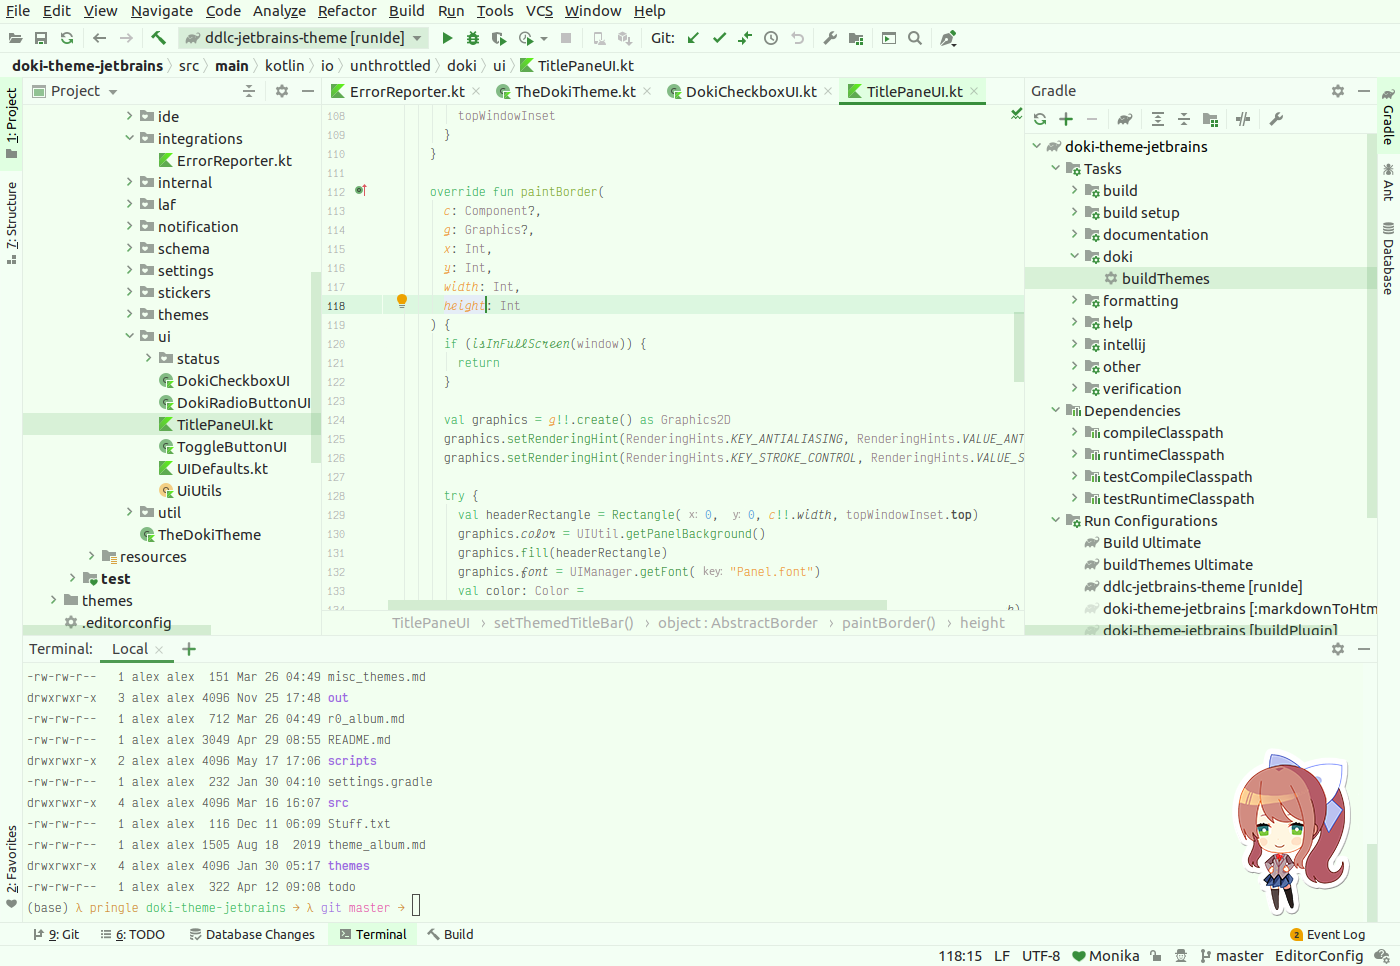 File Edit View Navigate Code Analyze Refactor Build Run Tools VCS Window Help
ddlc-jetbrains-theme [runIde] Git:
doki-theme-jetbrains src main kotlin io unthrottled doki ui TitlePaneUI.kt
1: Project
7: Structure
2: Favorites
Project
ide
integrations
ErrorReporter.kt
internal
laf
notification
schema
settings
stickers
themes
ui
status
DokiCheckboxUI
DokiRadioButtonUI
TitlePaneUI.kt
ToggleButtonUI
UIDefaults.kt
UiUtils
util
TheDokiTheme
resources
test
themes
.editorconfig
ErrorReporter.kt TheDokiTheme.kt DokiCheckboxUI.kt TitlePaneUI.kt
108 topWindowInset
109 }
110 }
111
112 override fun paintBorder(
113 c: Component?,
114 g: Graphics?,
115 x: Int,
116 y: Int,
117 width: Int,
118 height: Int
119 ) {
120 if (isInFullScreen(window)) {
121 return
122 }
123
124 val graphics = g!!.create() as Graphics2D
125 graphics.setRenderingHint(RenderingHints.KEY_ANTIALIASING, RenderingHints.VALUE_ANT
126 graphics.setRenderingHint(RenderingHints.KEY_STROKE_CONTROL, RenderingHints.VALUE_S
127
128 try {
129 val headerRectangle = Rectangle( x: 0, y: 0, c!!.width, topWindowInset.top)
130 graphics.color = UIUtil.getPanelBackground()
131 graphics.fill(headerRectangle)
132 graphics.font = UIManager.getFont( key: "Panel.font")
133 val color: Color =
TitlePaneUI setThemedTitleBar() object : AbstractBorder paintBorder() height
Gradle
doki-theme-jetbrains
Tasks
build
build setup
documentation
doki
buildThemes
formatting
help
intellij
other
verification
Dependencies
compileClasspath
runtimeClasspath
testCompileClasspath
testRuntimeClasspath
Run Configurations
Build Ultimate
buildThemes Ultimate
ddlc-jetbrains-theme [runIde]
doki-theme-jetbrains [:markdownToHtm
doki-theme-jetbrains [buildPlugin]
Gradle
Ant
Database
Terminal: Local
-rw-rw-r-- 1 alex alex 151 Mar 26 04:49 misc_themes.md
drwxrwxr-x 3 alex alex 4096 Nov 25 17:48 out
-rw-rw-r-- 1 alex alex 712 Mar 26 04:49 r0_album.md
-rw-rw-r-- 1 alex alex 3049 Apr 29 08:55 README.md
drwxrwxr-x 2 alex alex 4096 May 17 17:06 scripts
-rw-rw-r-- 1 alex alex 232 Jan 30 04:10 settings.gradle
drwxrwxr-x 4 alex alex 4096 Mar 16 16:07 src
-rw-rw-r-- 1 alex alex 116 Dec 11 06:09 Stuff.txt
-rw-rw-r-- 1 alex alex 1505 Aug 18 2019 theme_album.md
drwxrwxr-x 4 alex alex 4096 Jan 30 05:17 themes
-rw-rw-r-- 1 alex alex 322 Apr 12 09:08 todo
(base) λ pringle doki-theme-jetbrains → λ git master →
9: Git 6: TODO Database Changes Terminal Build 2 Event Log
118:15 LF UTF-8 Monika master EditorConfig